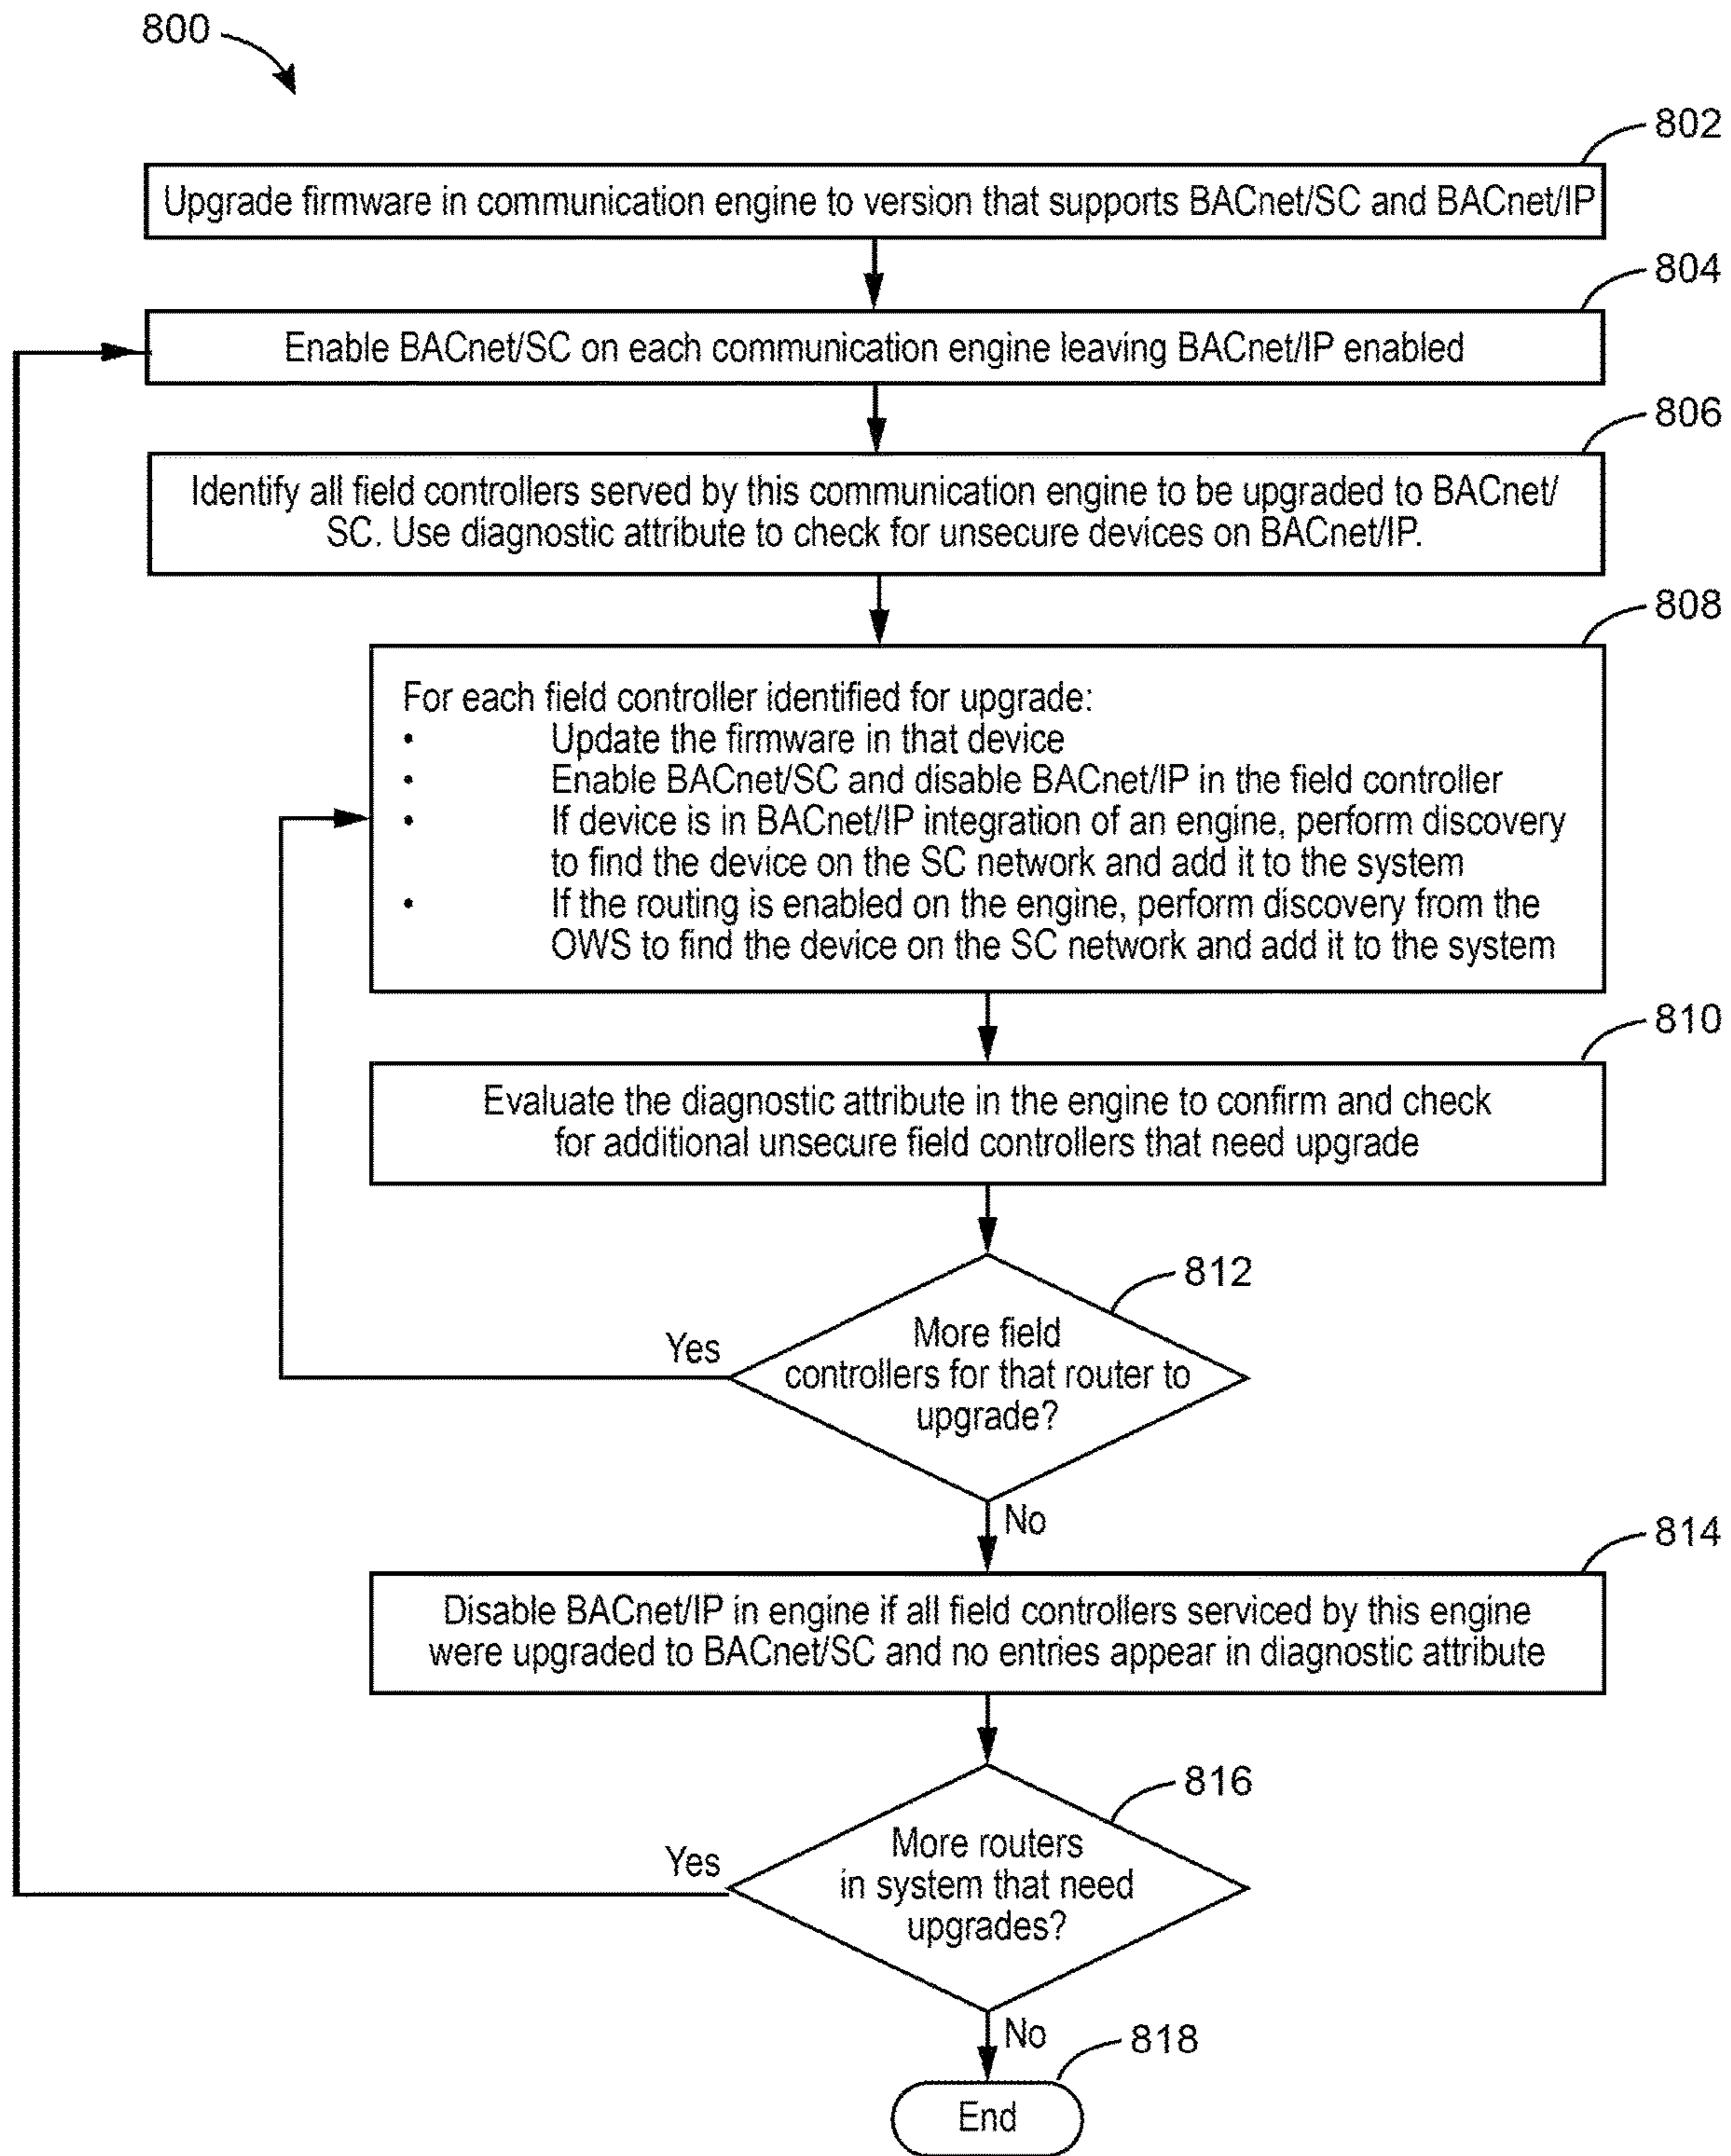 800
802
Upgrade firmware in communication engine to version that supports BACnet/SC and BACnet/IP
804
Enable BACnet/SC on each communication engine leaving BACnet/IP enabled
806
Identify all field controllers served by this communication engine to be upgraded to BACnet/
SC. Use diagnostic attribute to check for unsecure devices on BACnet/IP.
808
For each field controller identified for upgrade:
• Update the firmware in that device
• Enable BACnet/SC and disable BACnet/IP in the field controller
• If device is in BACnet/IP integration of an engine, perform discovery
to find the device on the SC network and add it to the system
• If the routing is enabled on the engine, perform discovery from the
OWS to find the device on the SC network and add it to the system
810
Evaluate the diagnostic attribute in the engine to confirm and check
for additional unsecure field controllers that need upgrade
812
Yes
More field
controllers for that router to
upgrade?
No
814
Disable BACnet/IP in engine if all field controllers serviced by this engine
were upgraded to BACnet/SC and no entries appear in diagnostic attribute
816
Yes
More routers
in system that need
upgrades?
No
818
End